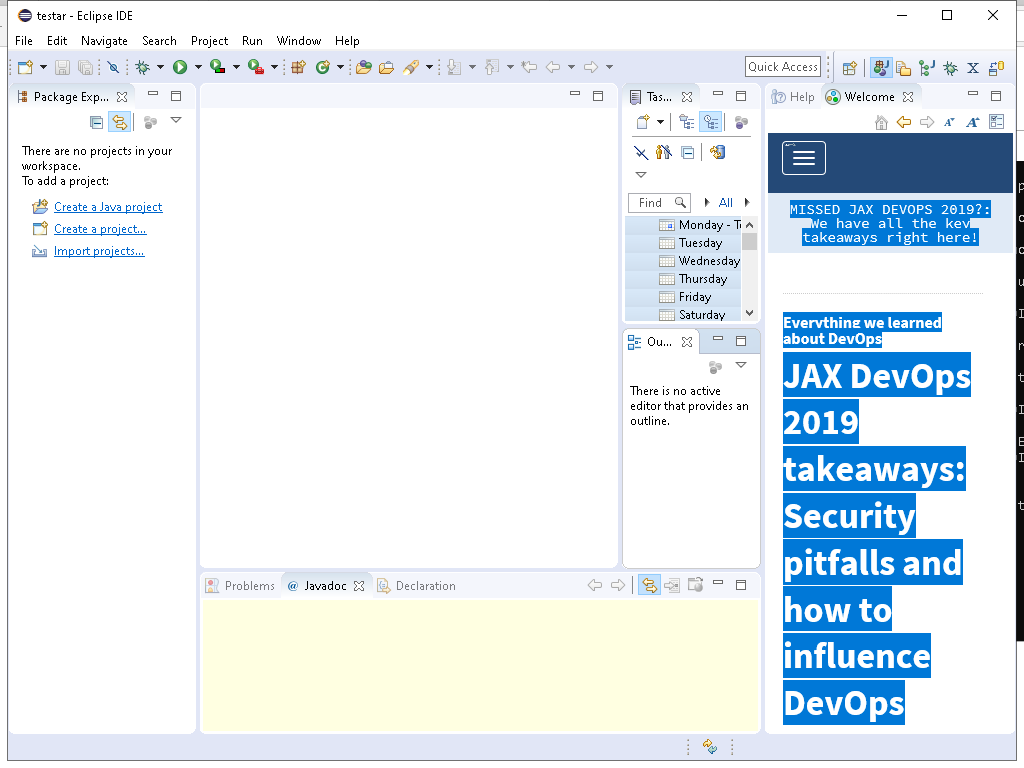 testar - Eclipse IDE
File Edit Navigate Search Project Run Window Help
Quick Access
Package Exp...
There are no projects in your
workspace.
To add a project:
Create a Java project
Create a project...
Import projects...
Tas...
Find
All
Monday - T
Tuesday
Wednesday
Thursday
Friday
Saturday
Ou...
There is no active
editor that provides an
outline.
Problems @ Javadoc Declaration
Help Welcome
MISSED JAX DEVOPS 2019?:
We have all the key
takeaways right here!
Everything we learned
about DevOps
JAX DevOps
2019
takeaways:
Security
pitfalls and
how to
influence
DevOps